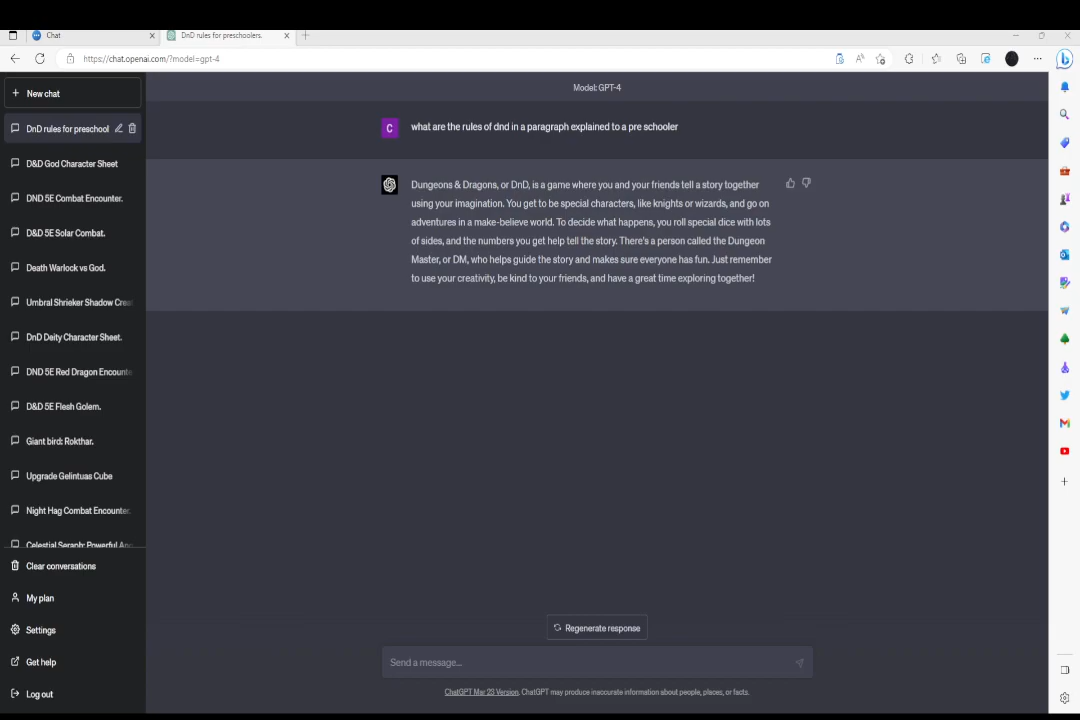 Chat
DnD rules for preschoolers.
https://chat.openai.com/?model=gpt-4
New chat
DnD rules for preschool
D&D God Character Sheet
DND 5E Combat Encounter.
D&D 5E Solar Combat.
Death Warlock vs God.
Umbral Shrieker Shadow Crea
DnD Deity Character Sheet.
DND 5E Red Dragon Encounte
D&D 5E Flesh Golem.
Giant bird: Rokthar.
Upgrade Gelintuas Cube
Night Hag Combat Encounter.
Celestial Seraph: Powerful Ang
Clear conversations
My plan
Settings
Get help
Log out
Model: GPT-4
C
what are the rules of dnd in a paragraph explained to a pre schooler
Dungeons & Dragons, or DnD, is a game where you and your friends tell a story together
using your imagination. You get to be special characters, like knights or wizards, and go on
adventures in a make-believe world. To decide what happens, you roll special dice with lots
of sides, and the numbers you get help tell the story. There's a person called the Dungeon
Master, or DM, who helps guide the story and makes sure everyone has fun. Just remember
to use your creativity, be kind to your friends, and have a great time exploring together!
Regenerate response
Send a message...
ChatGPT Mar 23 Version. ChatGPT may produce inaccurate information about people, places, or facts.